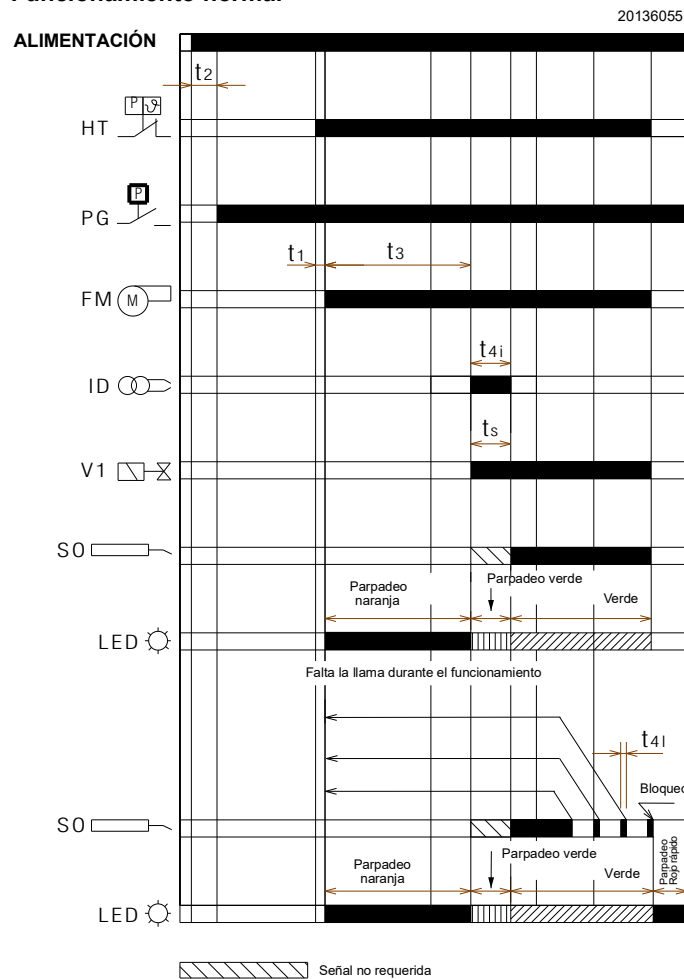 Funcionamiento normal
20136055
ALIMENTACIÓN
t2
P ϑ
HT
P
PG
t1 t3
FM M
t4i
ID
ts
V1
SO
Parpadeo
naranja
Parpadeo verde
Verde
LED
Falta la llama durante el funcionamiento
t4l
Bloqueo
SO
Parpadeo
naranja
Parpadeo verde
Verde
Parpadeo
Rojo rápido
LED
Señal no requerida